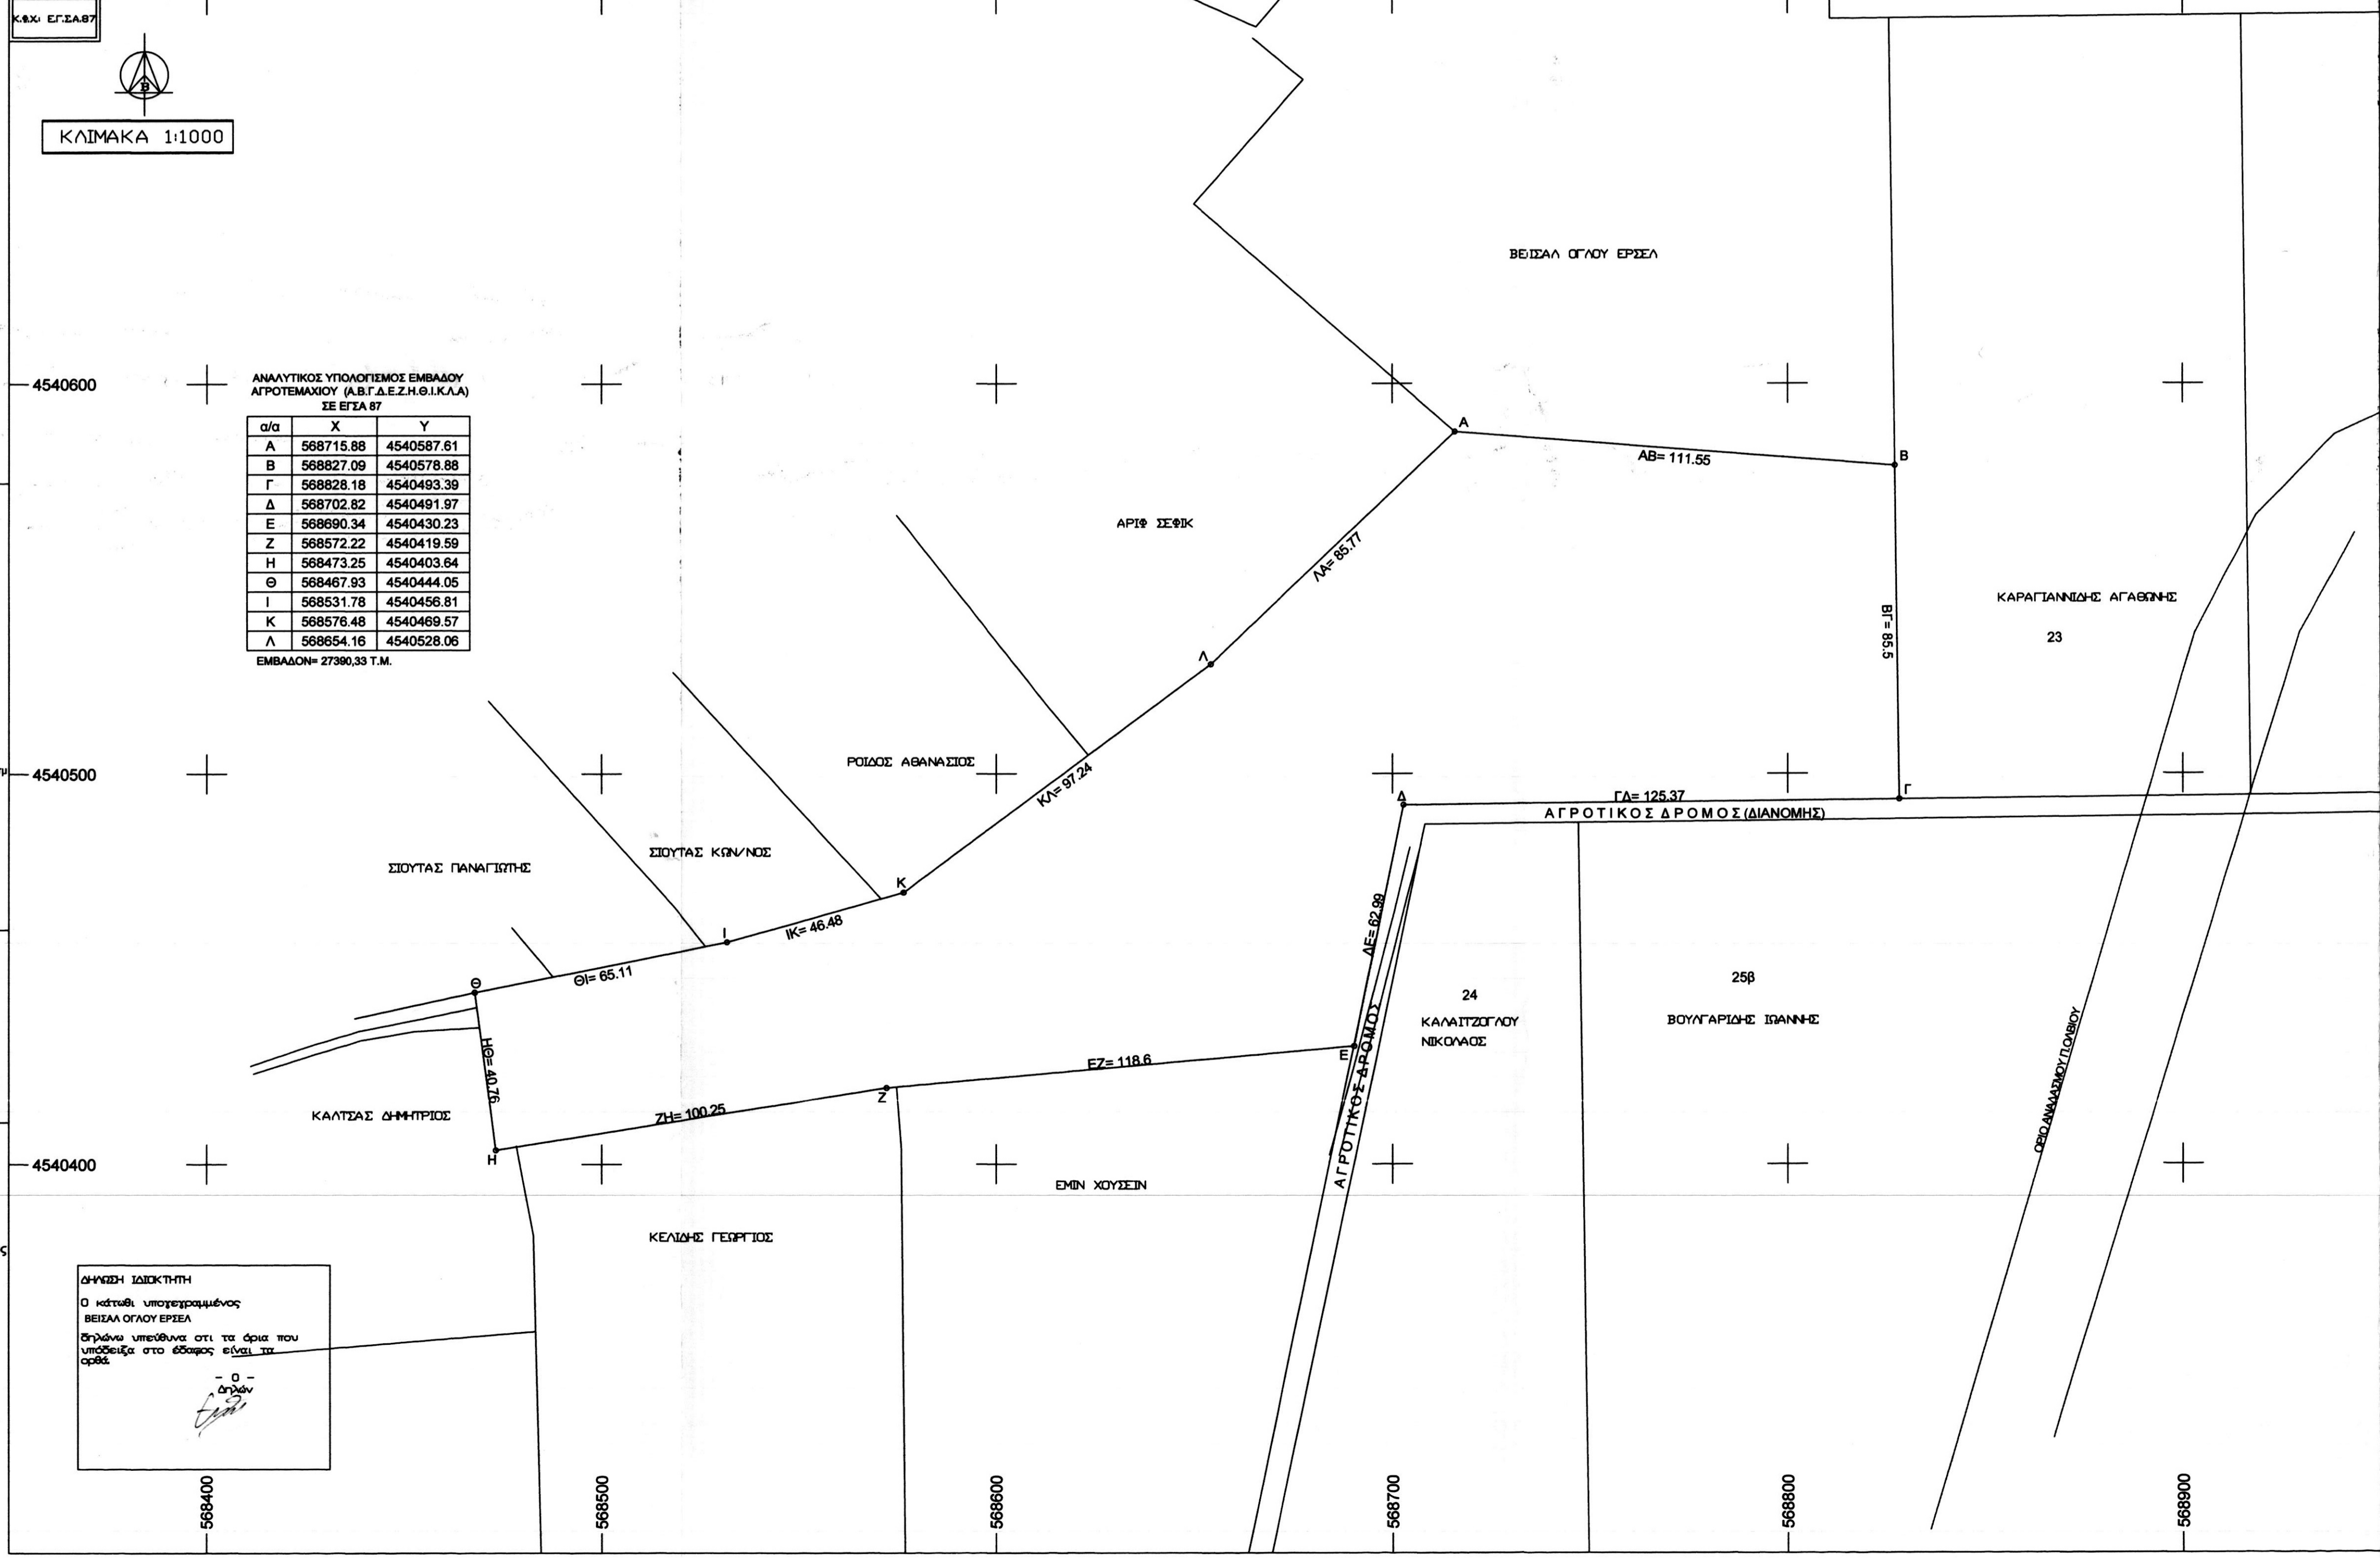 Κ.Φ.Χ: ΕΓ.ΣΑ.87
Β
ΚΛΙΜΑΚΑ 1:1000
ΒΕΙΣΑΛ ΟΓΛΟΥ ΕΡΣΕΛ
4540600
ΑΝΑΛΥΤΙΚΟΣ ΥΠΟΛΟΓΙΣΜΟΣ ΕΜΒΑΔΟΥ
ΑΓΡΟΤΕΜΑΧΙΟΥ (Α.Β.Γ.Δ.Ε.Ζ.Η.Θ.Ι.Κ.Λ.Α)
ΣΕ ΕΓΣΑ 87
α/α Χ Υ
Α 568715.88 4540587.61
Β 568827.09 4540578.88
Γ 568828.18 4540493.39
Δ 568702.82 4540491.97
Ε 568690.34 4540430.23
Ζ 568572.22 4540419.59
Η 568473.25 4540403.64
Θ 568467.93 4540444.05
Ι 568531.78 4540456.81
Κ 568576.48 4540469.57
Λ 568654.16 4540528.06
ΕΜΒΑΔΟΝ= 27390,33 Τ.Μ.
Α
ΑΒ= 111.55
Β
ΑΡΙΦ ΣΕΦΙΚ
ΛΑ= 85.77
ΒΓ= 85.5
ΚΑΡΑΓΙΑΝΝΙΔΗΣ ΑΓΑΘΩΝΗΣ
23
Λ
4540500
ΡΟΙΔΟΣ ΑΘΑΝΑΣΙΟΣ
ΚΛ= 97.24
Δ
ΓΔ= 125.37
Γ
ΑΓΡΟΤΙΚΟΣ ΔΡΟΜΟΣ (ΔΙΑΝΟΜΗΣ)
ΣΙΟΥΤΑΣ ΠΑΝΑΓΙΩΤΗΣ
ΣΙΟΥΤΑΣ ΚΩΝ/ΝΟΣ
Κ
Ι
ΙΚ= 46.48
ΔΕ= 62.99
Θ
ΘΙ= 65.11
24
ΚΑΛΑΙΤΖΟΓΛΟΥ
ΝΙΚΟΛΑΟΣ
25β
ΒΟΥΛΓΑΡΙΔΗΣ ΙΩΑΝΝΗΣ
ΗΘ= 40.76
Ε
ΕΖ= 118.6
Ζ
ΑΓΡΟΤΙΚΟΣ ΔΡΟΜΟΣ
ΟΡΙΟ ΑΝΑΔΑΣΜΟΥ ΠΟΛΒΙΟΥ
ΚΑΛΤΣΑΣ ΔΗΜΗΤΡΙΟΣ
ΖΗ= 100.25
Η
4540400
ΕΜΙΝ ΧΟΥΣΕΙΝ
ΚΕΛΙΔΗΣ ΓΕΩΡΓΙΟΣ
ΔΗΛΩΣΗ ΙΔΙΟΚΤΗΤΗ
Ο κάτωθι υπογεγραμμένος
ΒΕΙΣΑΛ ΟΓΛΟΥ ΕΡΣΕΛ
δηλώνω υπεύθυνα οτι τα όρια που
υπόδειξα στο έδαφος είναι τα
ορθά
- Ο -
Δηλών
568400
568500
568600
568700
568800
568900